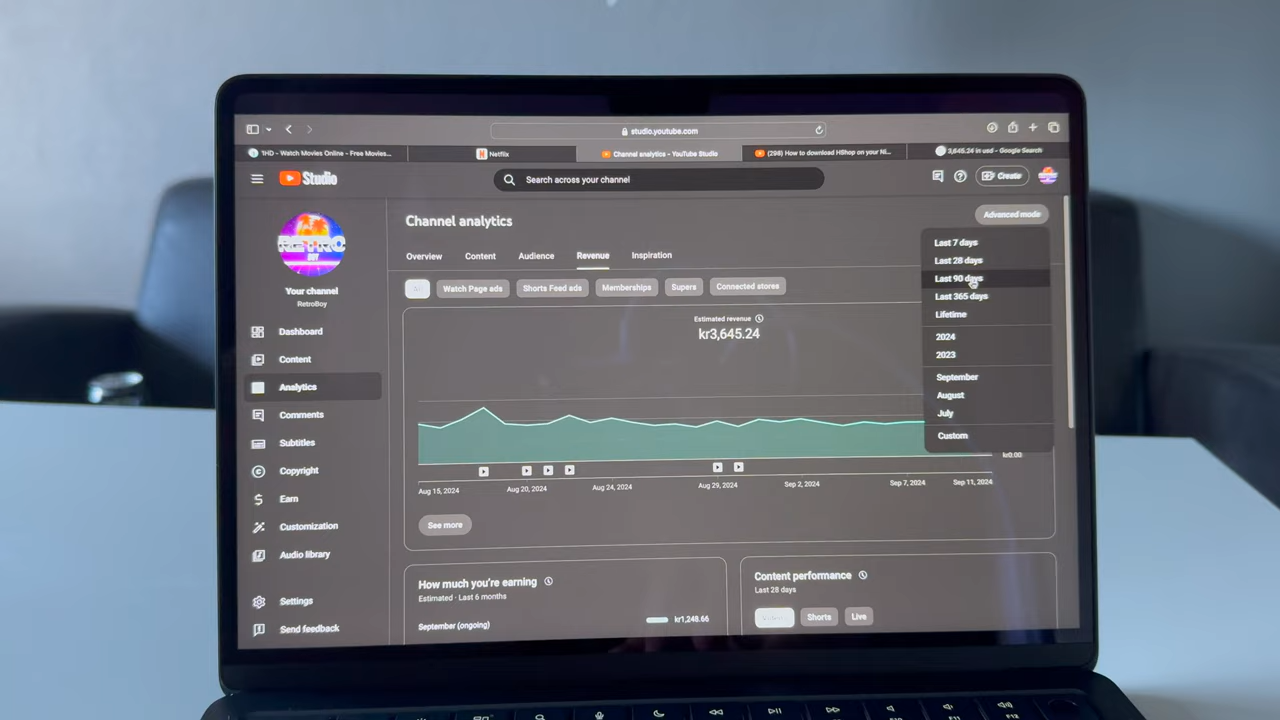 studio.youtube.com
1HD - Watch Movies Online - Free Movies...
N Netflix
Channel analytics - YouTube Studio
(298) How to download HShop on your Ni...
3,645.24 in usd - Google Search
Studio
Search across your channel
Create
RETRO
BOY
Your channel
RetroBoy
Dashboard
Content
Analytics
Comments
Subtitles
Copyright
Earn
Customization
Audio library
Settings
Send feedback
Channel analytics
Advanced mode
Overview Content Audience Revenue Inspiration
All Watch Page ads Shorts Feed ads Memberships Supers Connected stores
Last 7 days
Last 28 days
Last 90 days
Last 365 days
Lifetime
2024
2023
September
August
July
Custom
Estimated revenue
kr3,645.24
kr0.00
Aug 15, 2024 Aug 20, 2024 Aug 24, 2024 Aug 29, 2024 Sep 2, 2024 Sep 7, 2024 Sep 11, 2024
See more
How much you're earning
Estimated · Last 6 months
September (ongoing) kr1,248.66
Content performance
Last 28 days
Videos Shorts Live
F11
F12